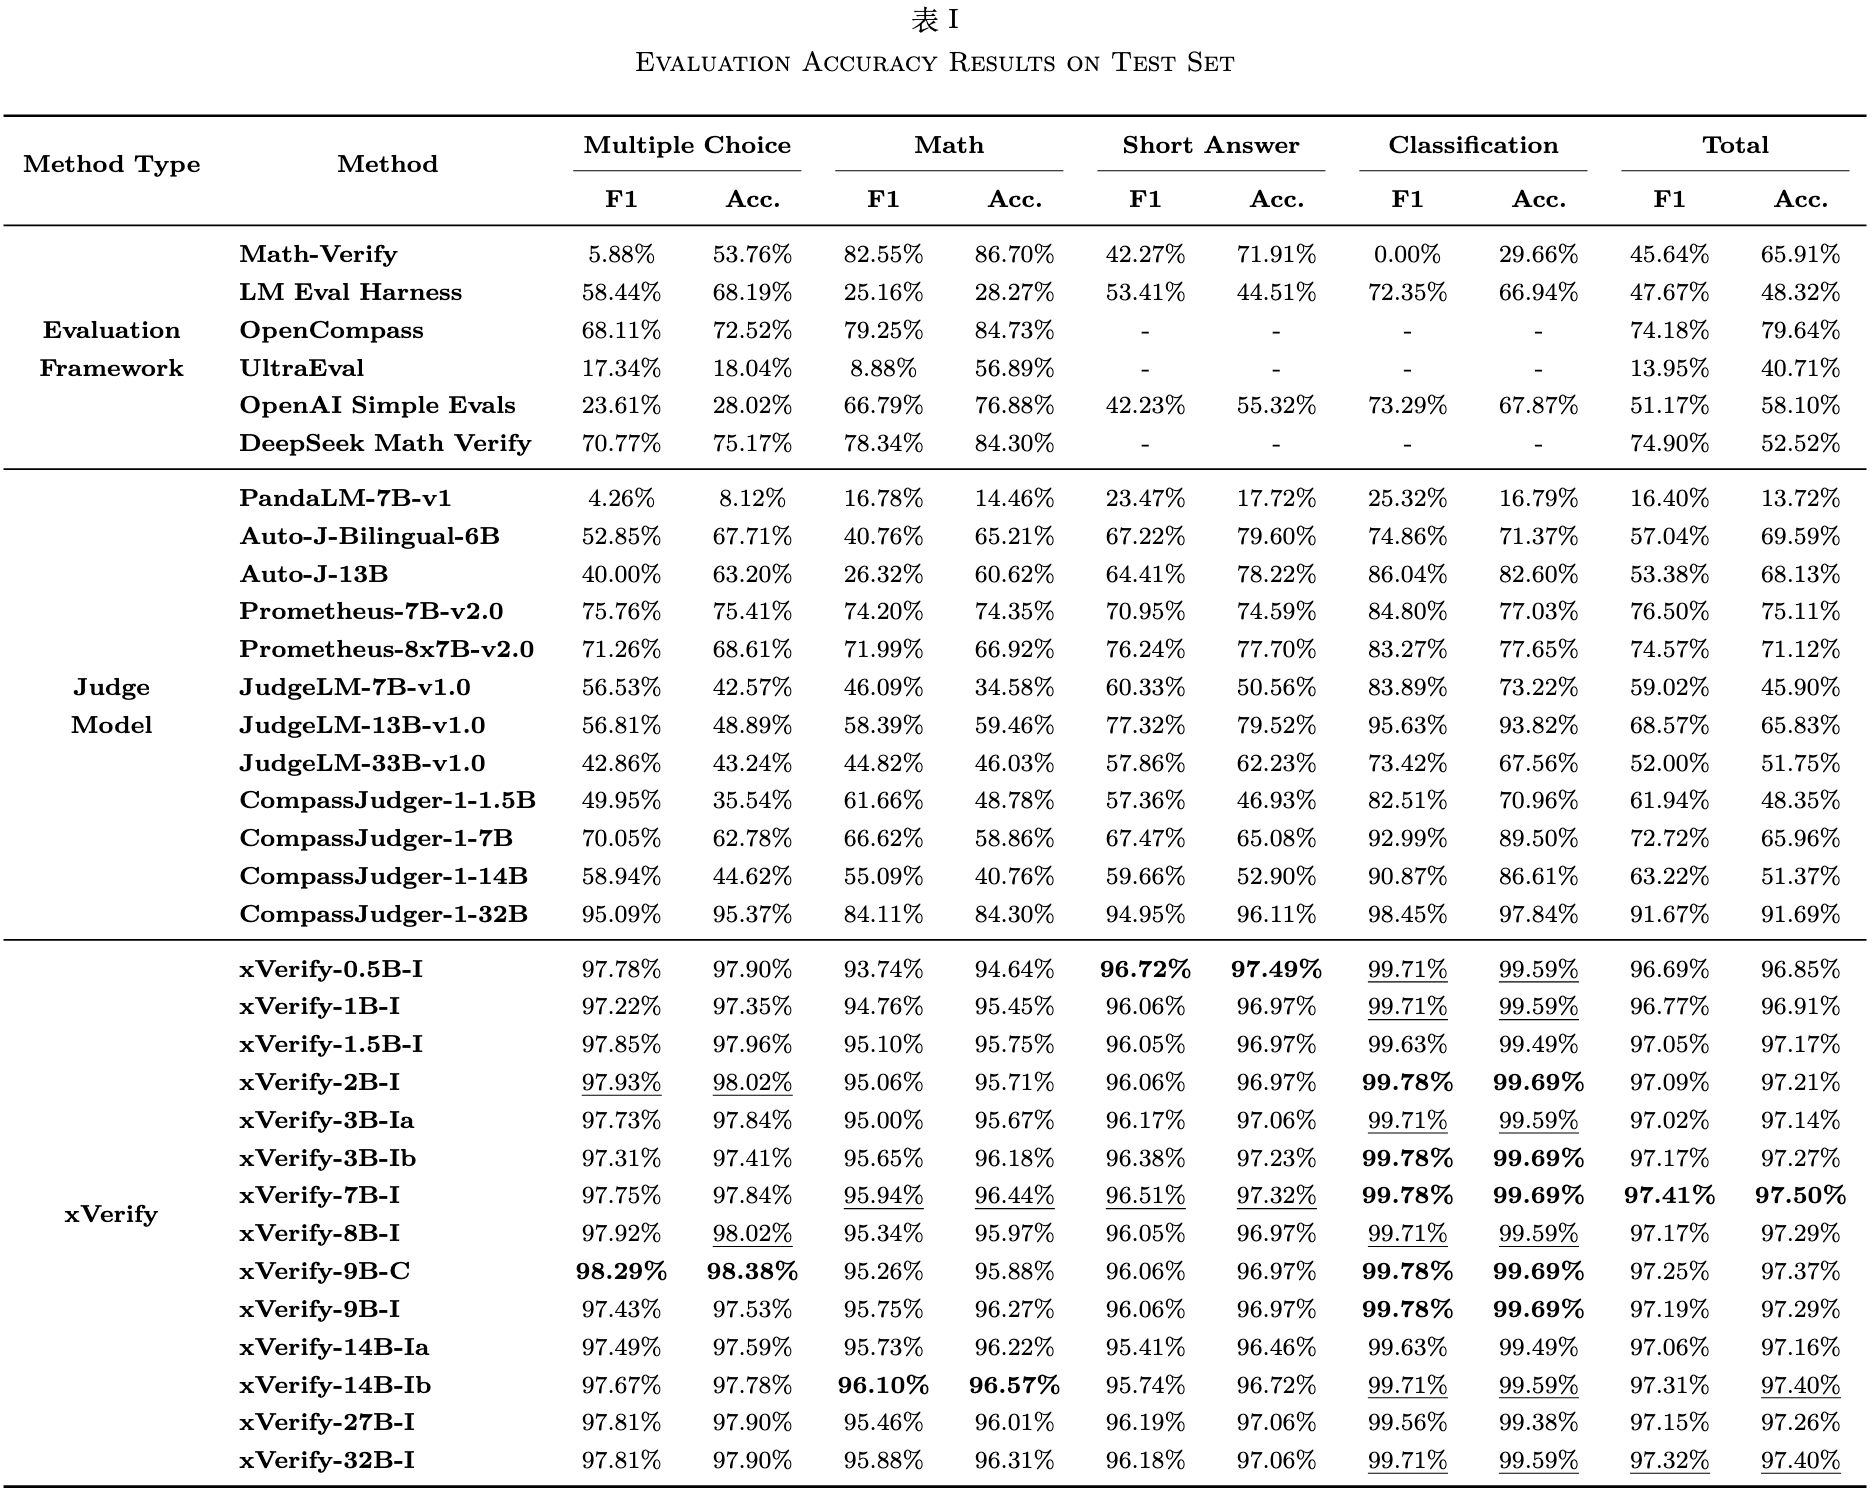 表 I
Evaluation Accuracy Results on Test Set
Method Type Method Multiple Choice Math Short Answer Classification Total
F1 Acc. F1 Acc. F1 Acc. F1 Acc. F1 Acc.
Evaluation Framework
Math-Verify 5.88% 53.76% 82.55% 86.70% 42.27% 71.91% 0.00% 29.66% 45.64% 65.91%
LM Eval Harness 58.44% 68.19% 25.16% 28.27% 53.41% 44.51% 72.35% 66.94% 47.67% 48.32%
OpenCompass 68.11% 72.52% 79.25% 84.73% - - - - 74.18% 79.64%
UltraEval 17.34% 18.04% 8.88% 56.89% - - - - 13.95% 40.71%
OpenAI Simple Evals 23.61% 28.02% 66.79% 76.88% 42.23% 55.32% 73.29% 67.87% 51.17% 58.10%
DeepSeek Math Verify 70.77% 75.17% 78.34% 84.30% - - - - 74.90% 52.52%
Judge Model
PandaLM-7B-v1 4.26% 8.12% 16.78% 14.46% 23.47% 17.72% 25.32% 16.79% 16.40% 13.72%
Auto-J-Bilingual-6B 52.85% 67.71% 40.76% 65.21% 67.22% 79.60% 74.86% 71.37% 57.04% 69.59%
Auto-J-13B 40.00% 63.20% 26.32% 60.62% 64.41% 78.22% 86.04% 82.60% 53.38% 68.13%
Prometheus-7B-v2.0 75.76% 75.41% 74.20% 74.35% 70.95% 74.59% 84.80% 77.03% 76.50% 75.11%
Prometheus-8x7B-v2.0 71.26% 68.61% 71.99% 66.92% 76.24% 77.70% 83.27% 77.65% 74.57% 71.12%
JudgeLM-7B-v1.0 56.53% 42.57% 46.09% 34.58% 60.33% 50.56% 83.89% 73.22% 59.02% 45.90%
JudgeLM-13B-v1.0 56.81% 48.89% 58.39% 59.46% 77.32% 79.52% 95.63% 93.82% 68.57% 65.83%
JudgeLM-33B-v1.0 42.86% 43.24% 44.82% 46.03% 57.86% 62.23% 73.42% 67.56% 52.00% 51.75%
CompassJudger-1-1.5B 49.95% 35.54% 61.66% 48.78% 57.36% 46.93% 82.51% 70.96% 61.94% 48.35%
CompassJudger-1-7B 70.05% 62.78% 66.62% 58.86% 67.47% 65.08% 92.99% 89.50% 72.72% 65.96%
CompassJudger-1-14B 58.94% 44.62% 55.09% 40.76% 59.66% 52.90% 90.87% 86.61% 63.22% 51.37%
CompassJudger-1-32B 95.09% 95.37% 84.11% 84.30% 94.95% 96.11% 98.45% 97.84% 91.67% 91.69%
xVerify
xVerify-0.5B-I 97.78% 97.90% 93.74% 94.64% 96.72% 97.49% 99.71% 99.59% 96.69% 96.85%
xVerify-1B-I 97.22% 97.35% 94.76% 95.45% 96.06% 96.97% 99.71% 99.59% 96.77% 96.91%
xVerify-1.5B-I 97.85% 97.96% 95.10% 95.75% 96.05% 96.97% 99.63% 99.49% 97.05% 97.17%
xVerify-2B-I 97.93% 98.02% 95.06% 95.71% 96.06% 96.97% 99.78% 99.69% 97.09% 97.21%
xVerify-3B-Ia 97.73% 97.84% 95.00% 95.67% 96.17% 97.06% 99.71% 99.59% 97.02% 97.14%
xVerify-3B-Ib 97.31% 97.41% 95.65% 96.18% 96.38% 97.23% 99.78% 99.69% 97.17% 97.27%
xVerify-7B-I 97.75% 97.84% 95.94% 96.44% 96.51% 97.32% 99.78% 99.69% 97.41% 97.50%
xVerify-8B-I 97.92% 98.02% 95.34% 95.97% 96.05% 96.97% 99.71% 99.59% 97.17% 97.29%
xVerify-9B-C 98.29% 98.38% 95.26% 95.88% 96.06% 96.97% 99.78% 99.69% 97.25% 97.37%
xVerify-9B-I 97.43% 97.53% 95.75% 96.27% 96.06% 96.97% 99.78% 99.69% 97.19% 97.29%
xVerify-14B-Ia 97.49% 97.59% 95.73% 96.22% 95.41% 96.46% 99.63% 99.49% 97.06% 97.16%
xVerify-14B-Ib 97.67% 97.78% 96.10% 96.57% 95.74% 96.72% 99.71% 99.59% 97.31% 97.40%
xVerify-27B-I 97.81% 97.90% 95.46% 96.01% 96.19% 97.06% 99.56% 99.38% 97.15% 97.26%
xVerify-32B-I 97.81% 97.90% 95.88% 96.31% 96.18% 97.06% 99.71% 99.59% 97.32% 97.40%